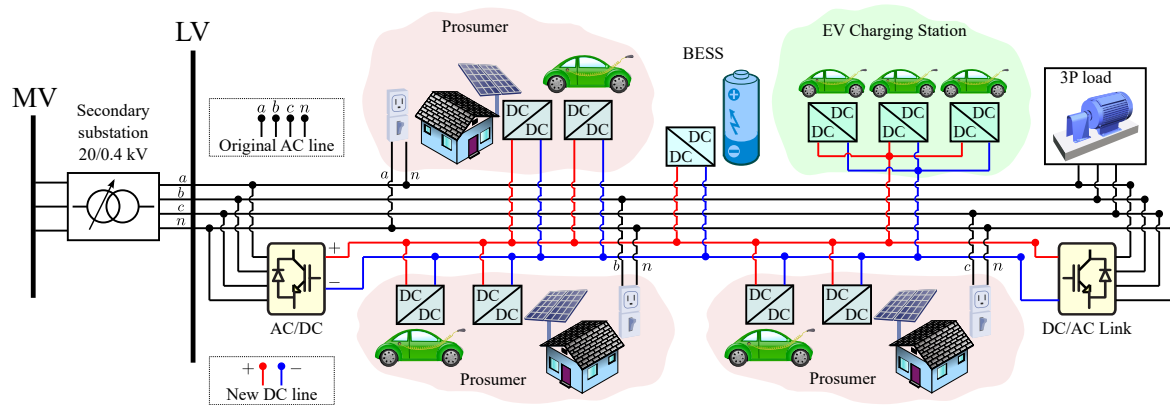 MV
LV
Secondary
substation
20/0.4 kV
a b c n
Original AC line
Prosumer
DC
DC
DC
DC
BESS
DC
DC
EV Charging Station
DC
DC
DC
DC
DC
DC
3P load
a
b
c
n
a n
b n
c n
+
−
AC/DC
DC
DC
DC
DC
Prosumer
DC
DC
DC
DC
Prosumer
DC/AC Link
+ −
New DC line